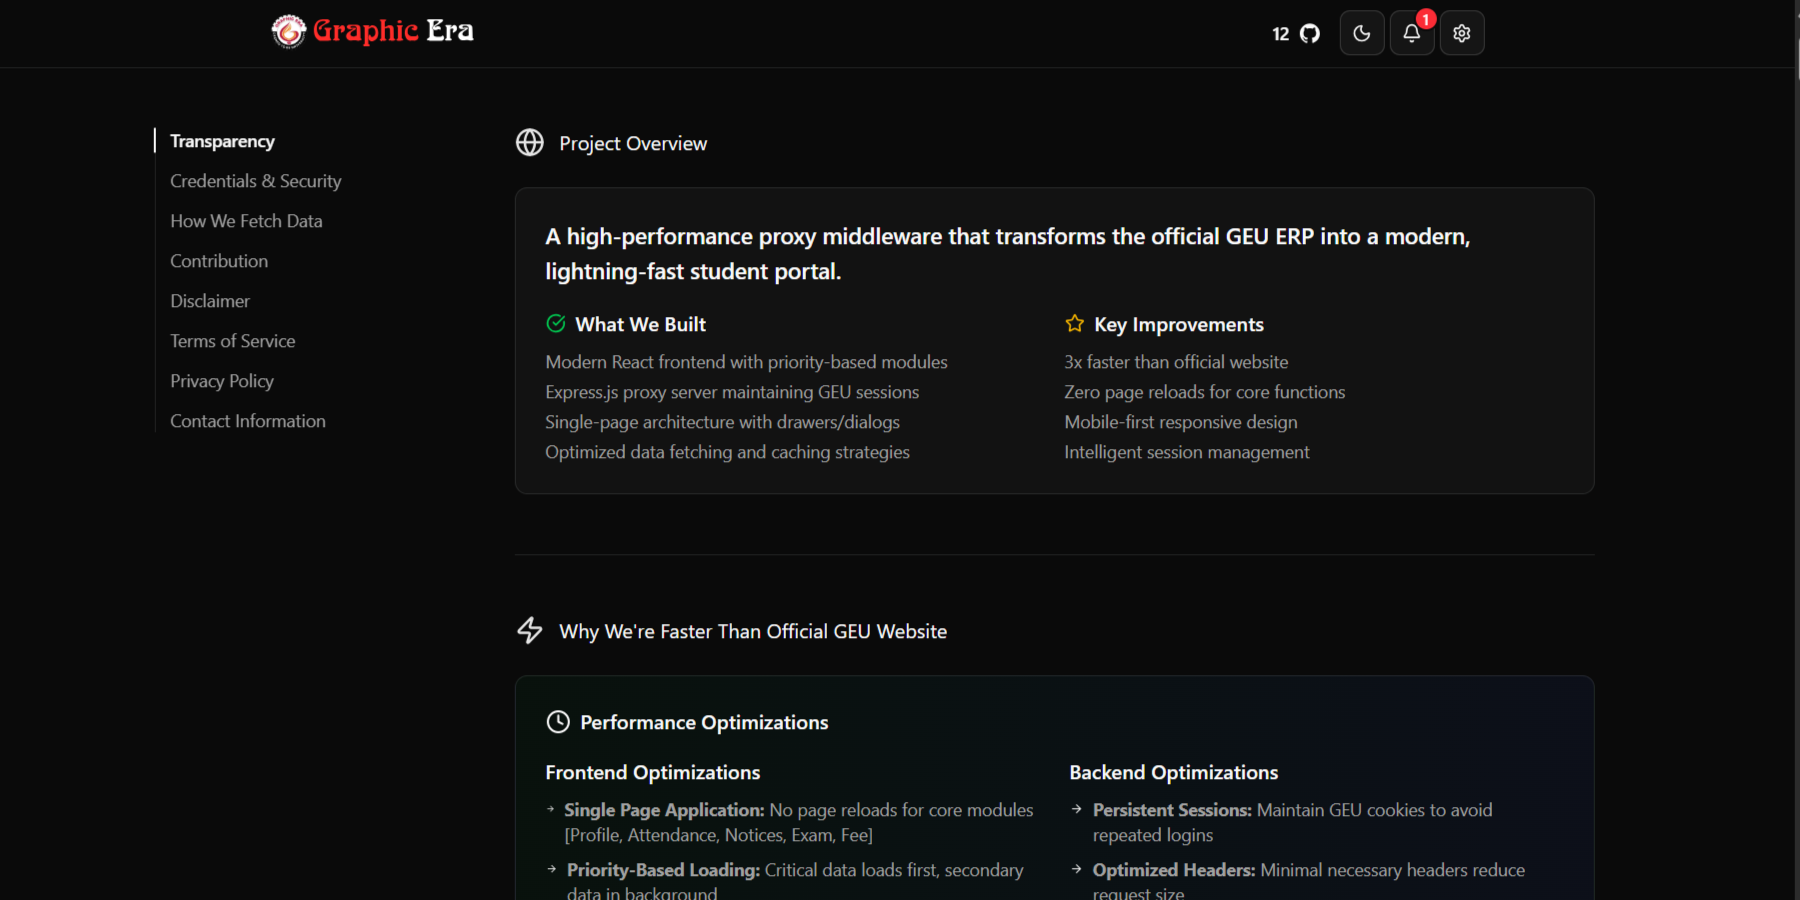 Graphic Era
12
1
Transparency
Credentials & Security
How We Fetch Data
Contribution
Disclaimer
Terms of Service
Privacy Policy
Contact Information
Project Overview
A high-performance proxy middleware that transforms the official GEU ERP into a modern,
lightning-fast student portal.
What We Built
Modern React frontend with priority-based modules
Express.js proxy server maintaining GEU sessions
Single-page architecture with drawers/dialogs
Optimized data fetching and caching strategies
Key Improvements
3x faster than official website
Zero page reloads for core functions
Mobile-first responsive design
Intelligent session management
Why We're Faster Than Official GEU Website
Performance Optimizations
Frontend Optimizations
→ Single Page Application: No page reloads for core modules
[Profile, Attendance, Notices, Exam, Fee]
→ Priority-Based Loading: Critical data loads first, secondary
data in background
Backend Optimizations
→ Persistent Sessions: Maintain GEU cookies to avoid
repeated logins
→ Optimized Headers: Minimal necessary headers reduce
request size